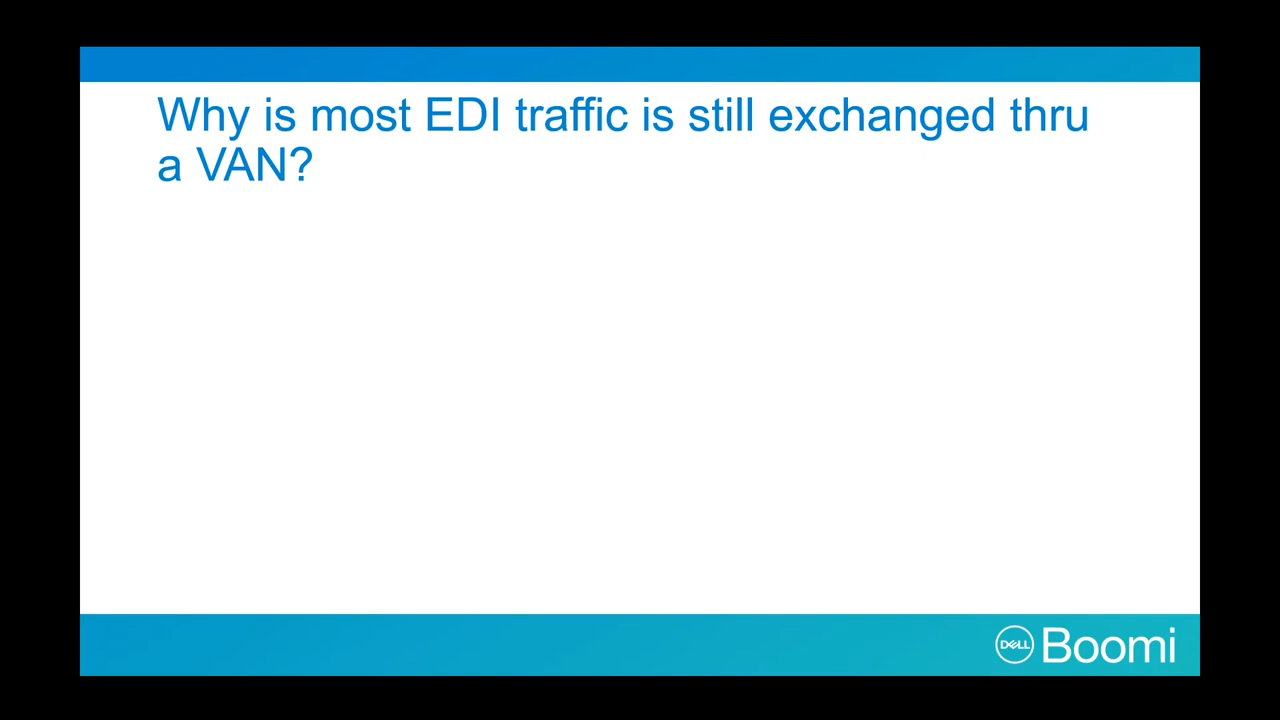 Why is most EDI traffic is still exchanged thru
a VAN?
DELL Boomi